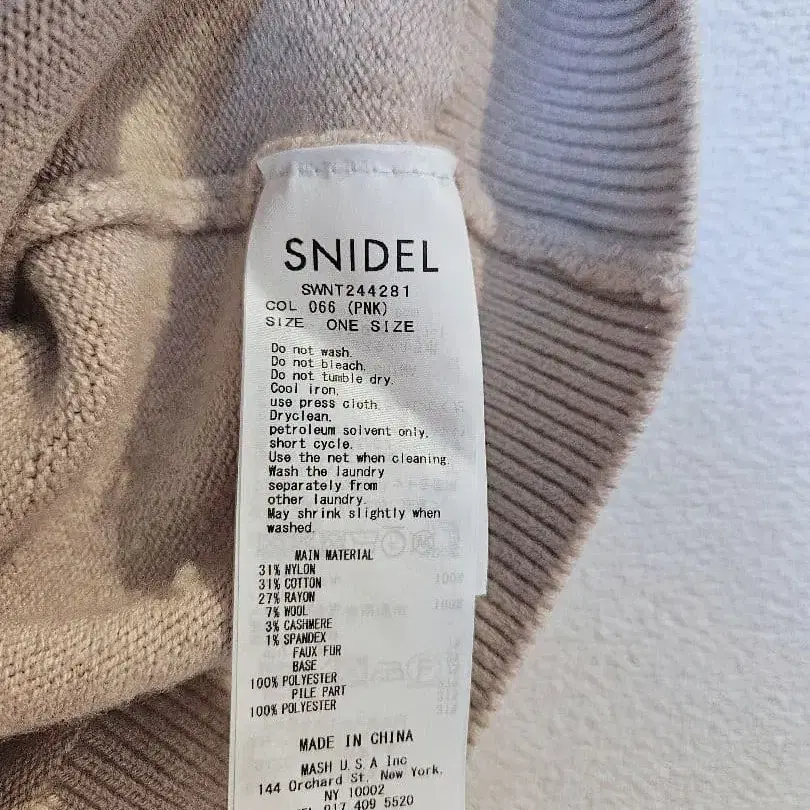 SNIDEL
SWNT244281
COL 066 (PNK)
SIZE ONE SIZE
Do not wash.
Do not bleach.
Do not tumble dry.
Cool iron,
use press cloth.
Dryclean,
petroleum solvent only,
short cycle.
Use the net when cleaning.
Wash the laundry
separately from
other laundry.
May shrink slightly when
washed.
MAIN MATERIAL
31% NYLON
31% COTTON
27% RAYON
7% WOOL
3% CASHMERE
1% SPANDEX
FAUX FUR
BASE
100% POLYESTER
PILE PART
100% POLYESTER
MADE IN CHINA
MASH U.S.A Inc
144 Orchard St. New York,
NY 10002
409 5520